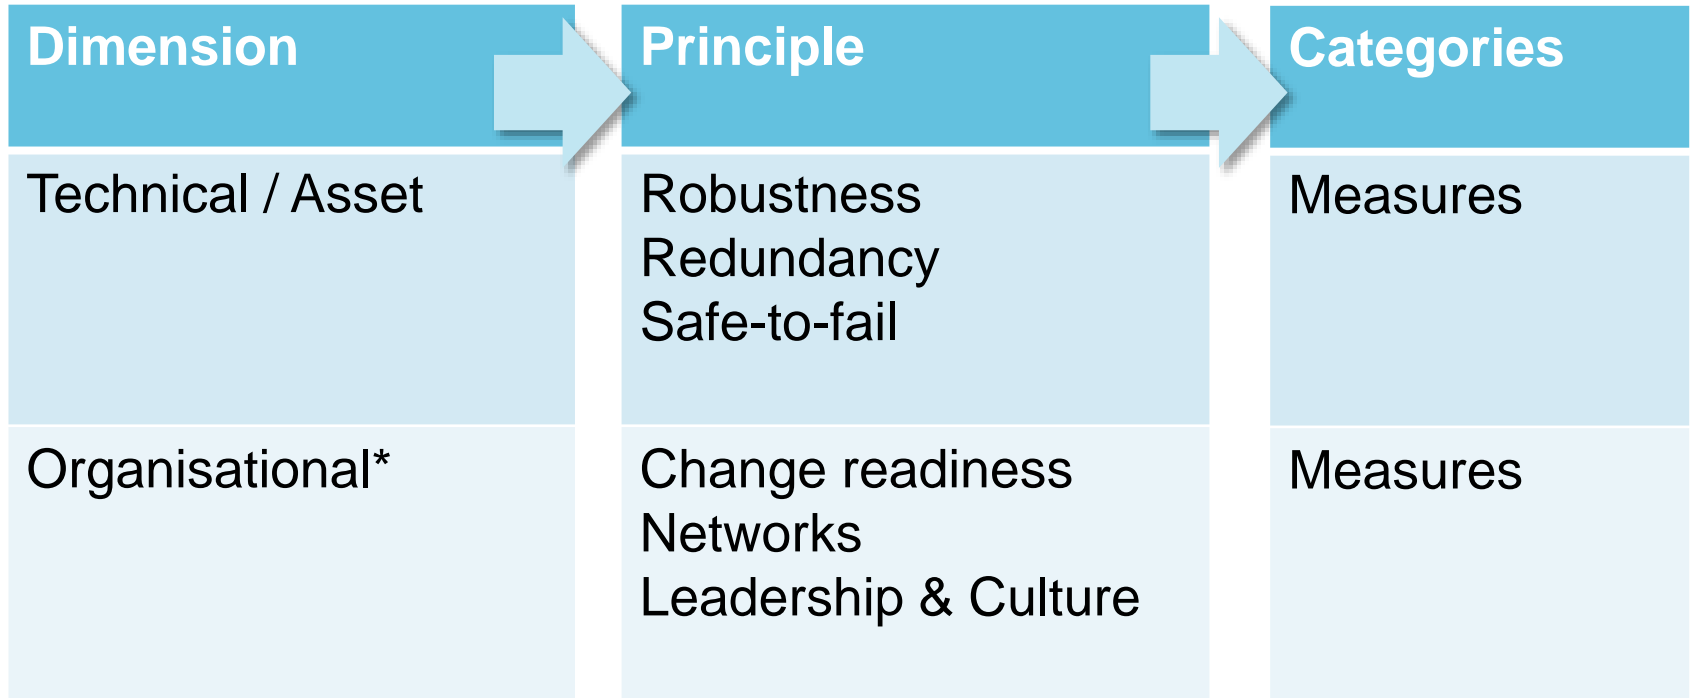 Dimension
Principle
Categories
Technical / Asset
Robustness
Redundancy
Safe-to-fail
Measures
Organisational*
Change readiness
Networks
Leadership & Culture
Measures